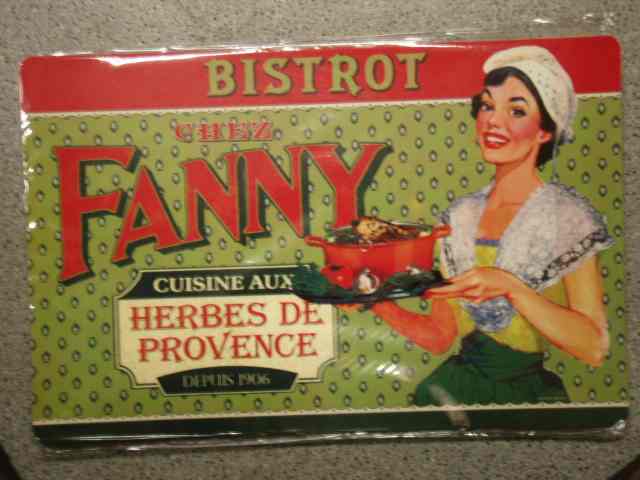 BISTROT
CHEZ
FANNY
CUISINE AUX
HERBES DE
PROVENCE
DEPUIS 1906